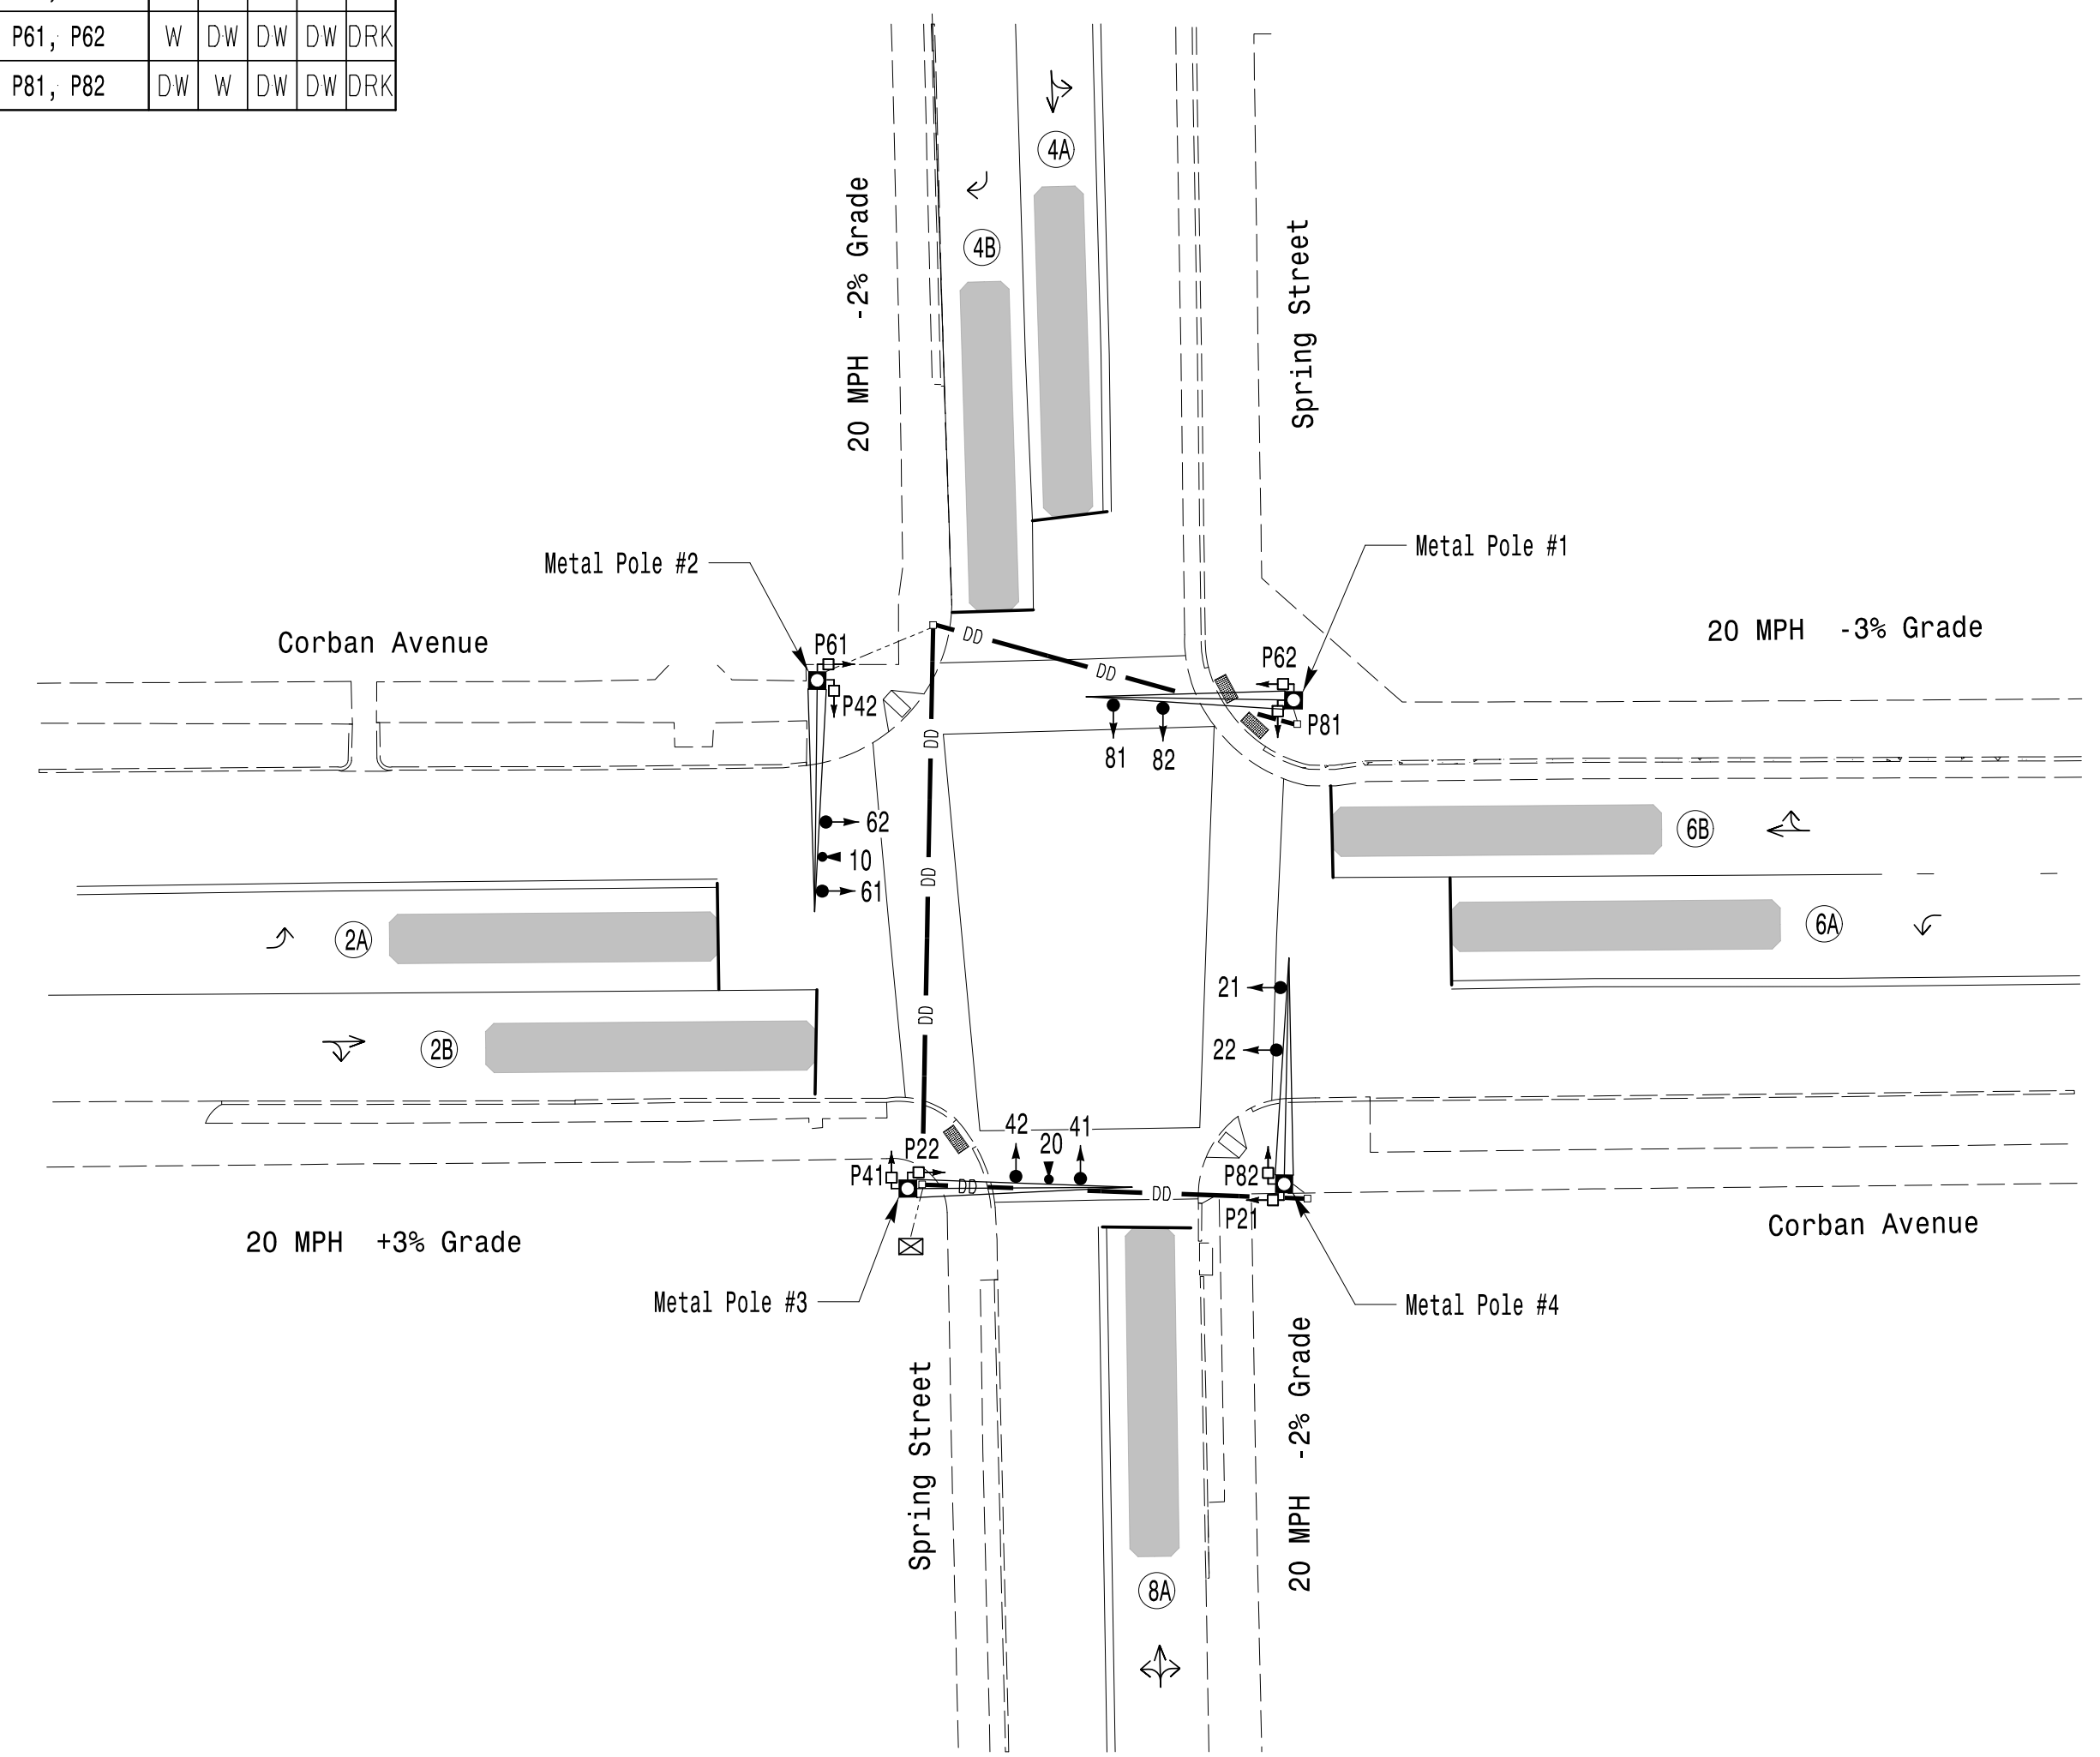 P61, P62 W DW DW DW DRK
P81, P82 DW W DW DW DRK
4A
4B
20 MPH -2% Grade
Spring Street
Metal Pole #2
Metal Pole #1
Corban Avenue
20 MPH -3% Grade
P61
P42
P62
P81
DD
DD
DD
81
82
62
10
61
DD
6B
6A
2A
2B
21
22
DD
42
20
41
P22
P41
DD
DD
P82
P21
20 MPH +3% Grade
Corban Avenue
Metal Pole #3
Metal Pole #4
Spring Street
20 MPH -2% Grade
8A